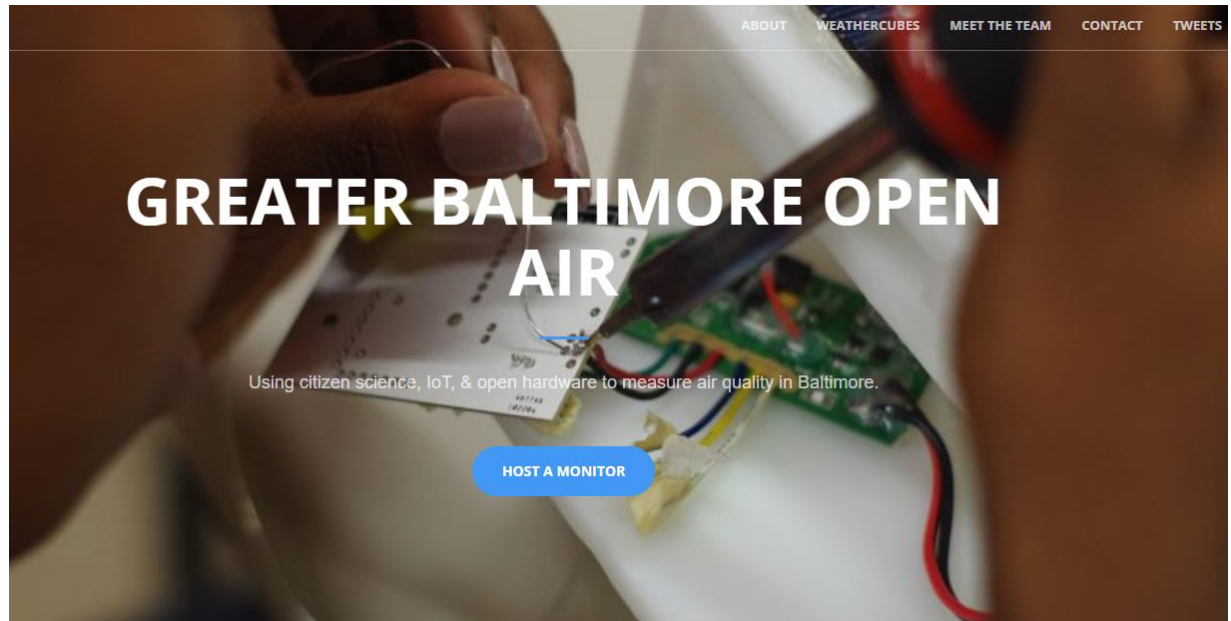 ABOUT WEATHERCUBES MEET THE TEAM CONTACT TWEETS
GREATER BALTIMORE OPEN
AIR
Using citizen science, IoT, & open hardware to measure air quality in Baltimore.
HOST A MONITOR